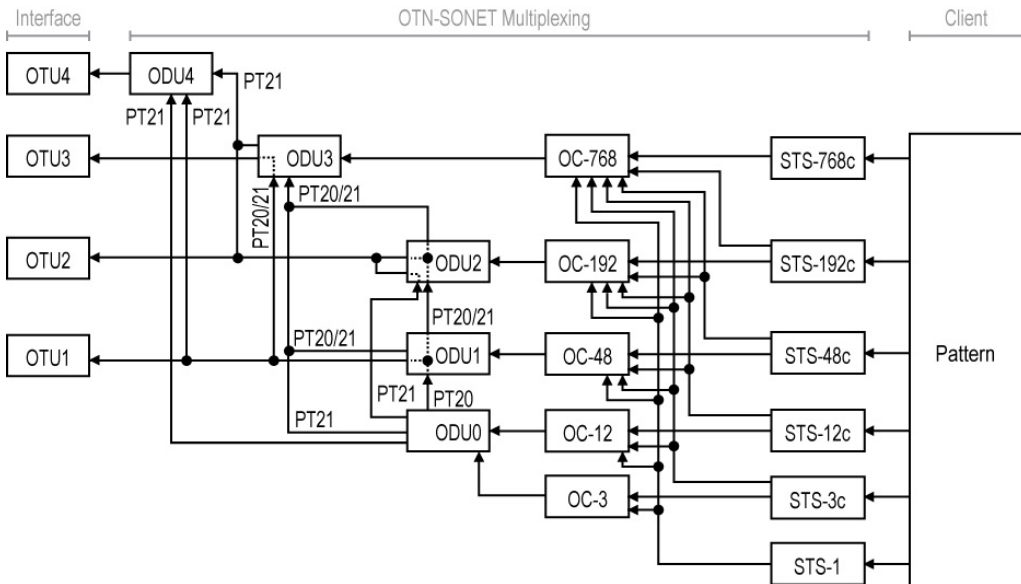 Interface OTN-SONET Multiplexing Client
OTU4 ODU4 PT21
PT21 PT21
OTU3 ODU3 OC-768 STS-768c
PT20/21 PT20/21
OTU2 ODU2 OC-192 STS-192c
PT20/21 PT20/21
OTU1 ODU1 OC-48 STS-48c Pattern
PT21 PT20
PT21
ODU0 OC-12 STS-12c
OC-3 STS-3c
STS-1